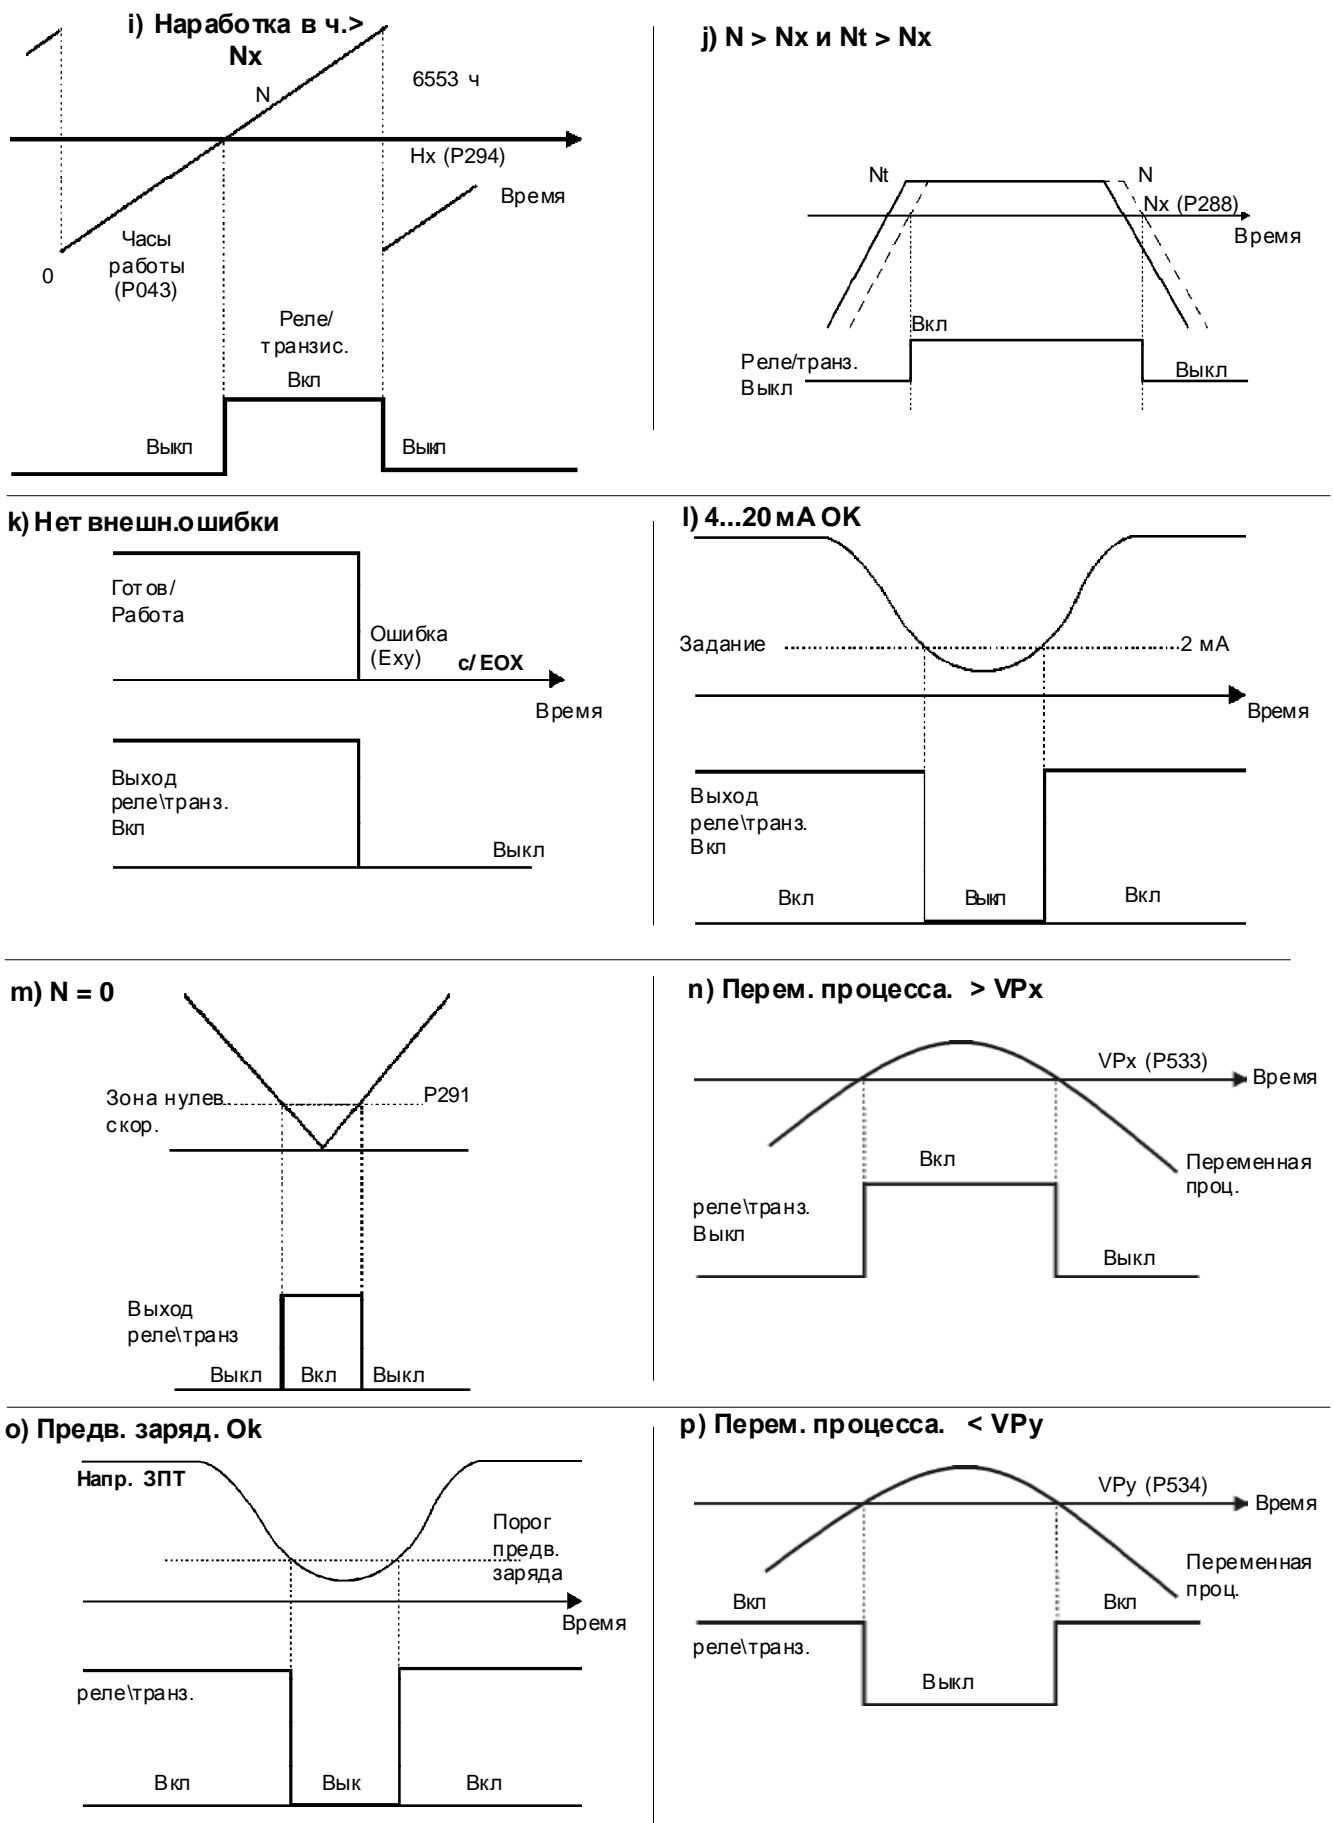 i) Наработка в ч.>
Nx
6553 ч
N
Hx (P294)
Время
Часы
работы
(P043)
0
Реле/
транзис.
Вкл
Выкл
Выкл
j) N > Nx и Nt > Nx
Nt
N
Nx (P288)
Время
Вкл
Реле/транз.
Выкл
Выкл
k) Нет внешн.ошибки
Готов/
Работа
Ошибка
(Exy)
c/ EOX
Время
Выход
реле\транз.
Вкл
Выкл
l) 4...20 мА OK
Задание
2 мА
Время
Выход
реле\транз.
Вкл
Вкл
Выкл
Вкл
m) N = 0
Зона нулев.
скор.
P291
Выход
реле\транз
Выкл
Вкл
Выкл
n) Перем. процесса. > VPx
VPx (P533)
Время
Вкл
Переменная
проц.
реле\транз.
Выкл
Выкл
o) Предв. заряд. Ok
Напр. ЗПТ
Порог
предв.
заряда
Время
реле\транз.
Вкл
Вык
Вкл
p) Перем. процесса. < VPy
VPy (P534)
Время
Переменная
проц.
Вкл
Вкл
реле\транз.
Выкл